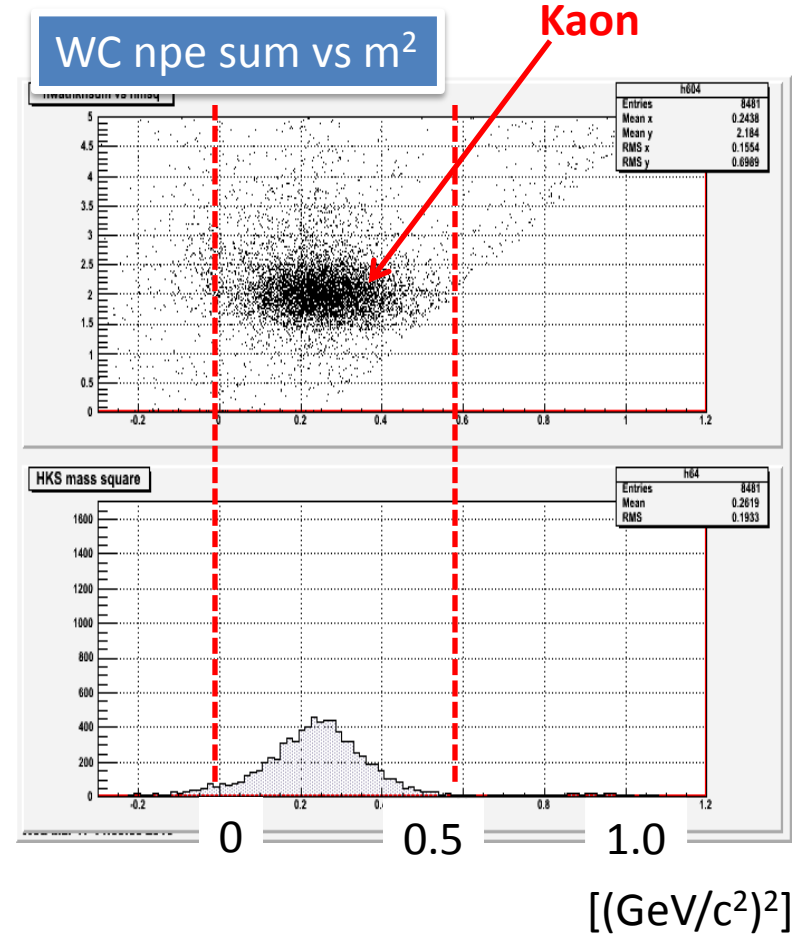 Kaon
WC npe sum vs m²
h604
Entries 8481
Mean x 0.2438
Mean y 2.184
RMS x 0.1554
RMS y 0.6989
5
4.5
4
3.5
3
2.5
2
1.5
1
0.5
0
-0.2 0.2 0.4 0.6 0.8 1 1.2
HKS mass square
h64
Entries 8481
Mean 0.2619
RMS 0.1933
1600
1400
1200
1000
800
600
400
200
0
-0.2 0.2 0.8 1.2
0 0.5 1.0
[(GeV/c²)²]